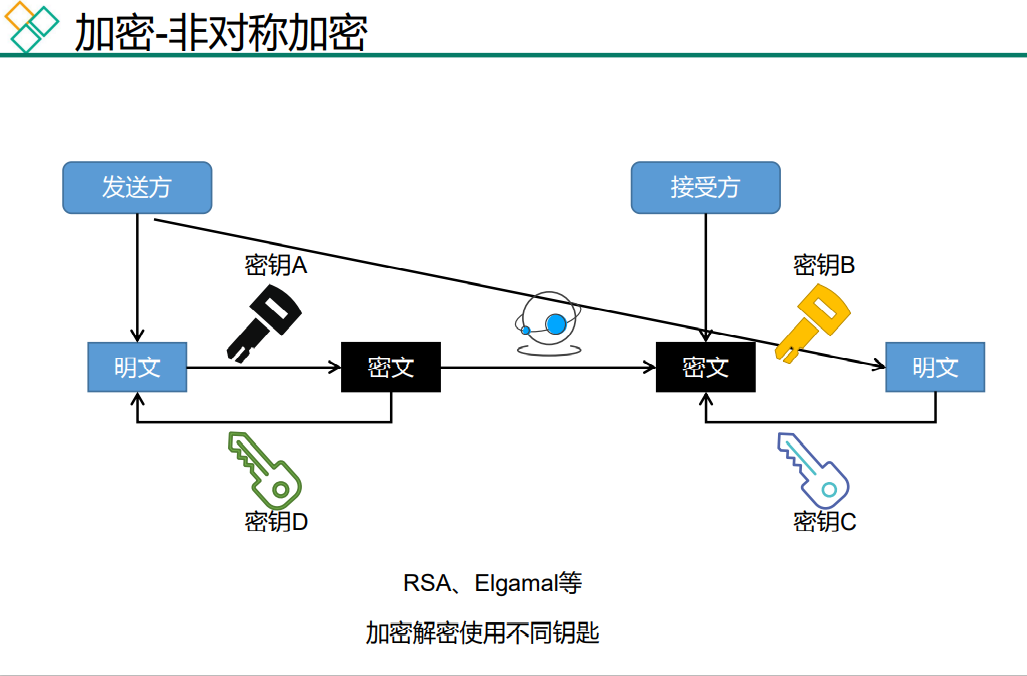 加密-非对称加密
发送方
接受方
密钥A
密钥B
明文
密文
密文
明文
密钥D
密钥C
RSA、Elgamal等
加密解密使用不同钥匙